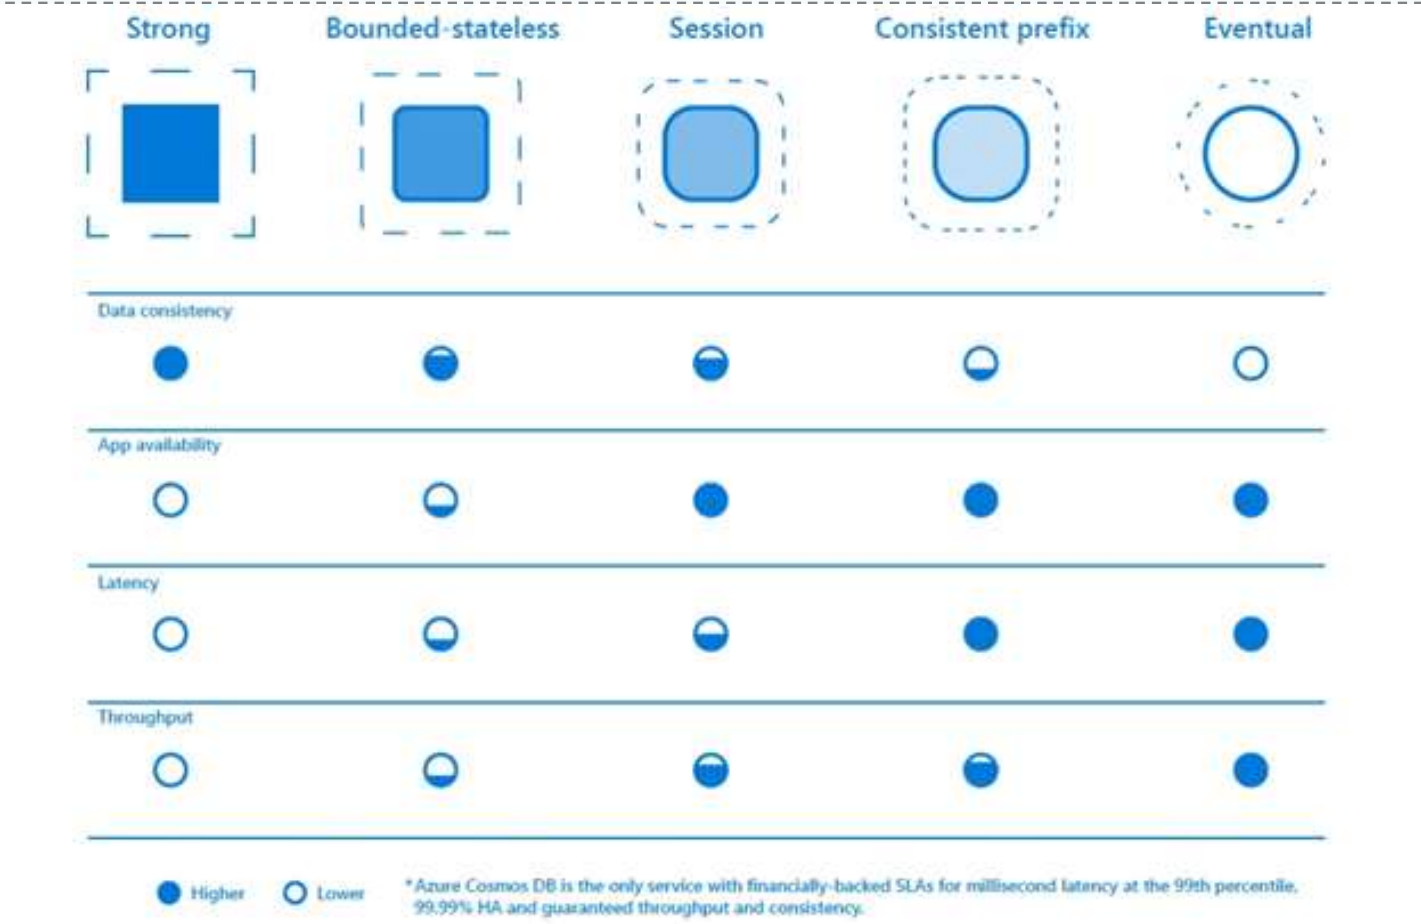 Strong Bounded-stateless Session Consistent prefix Eventual
Data consistency
App availability
Latency
Throughput
Higher Lower *Azure Cosmos DB is the only service with financially-backed SLAs for millisecond latency at the 99th percentile,
99.99% HA and guaranteed throughput and consistency.